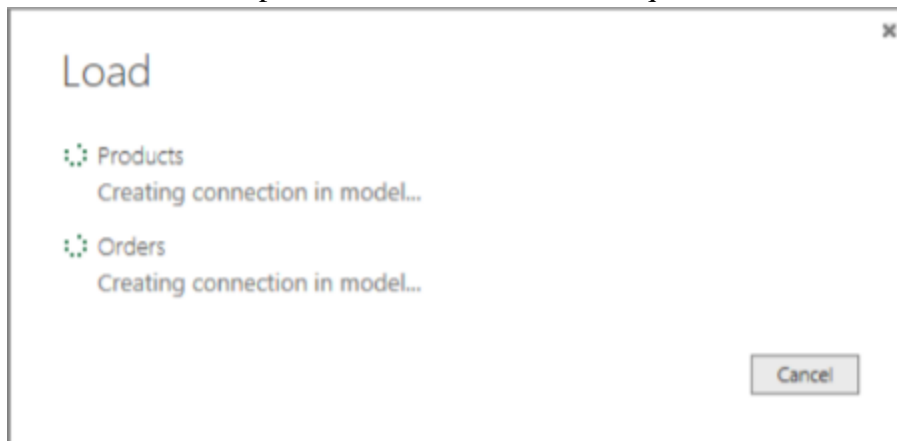 Load
Products
Creating connection in model...
Orders
Creating connection in model...
Cancel